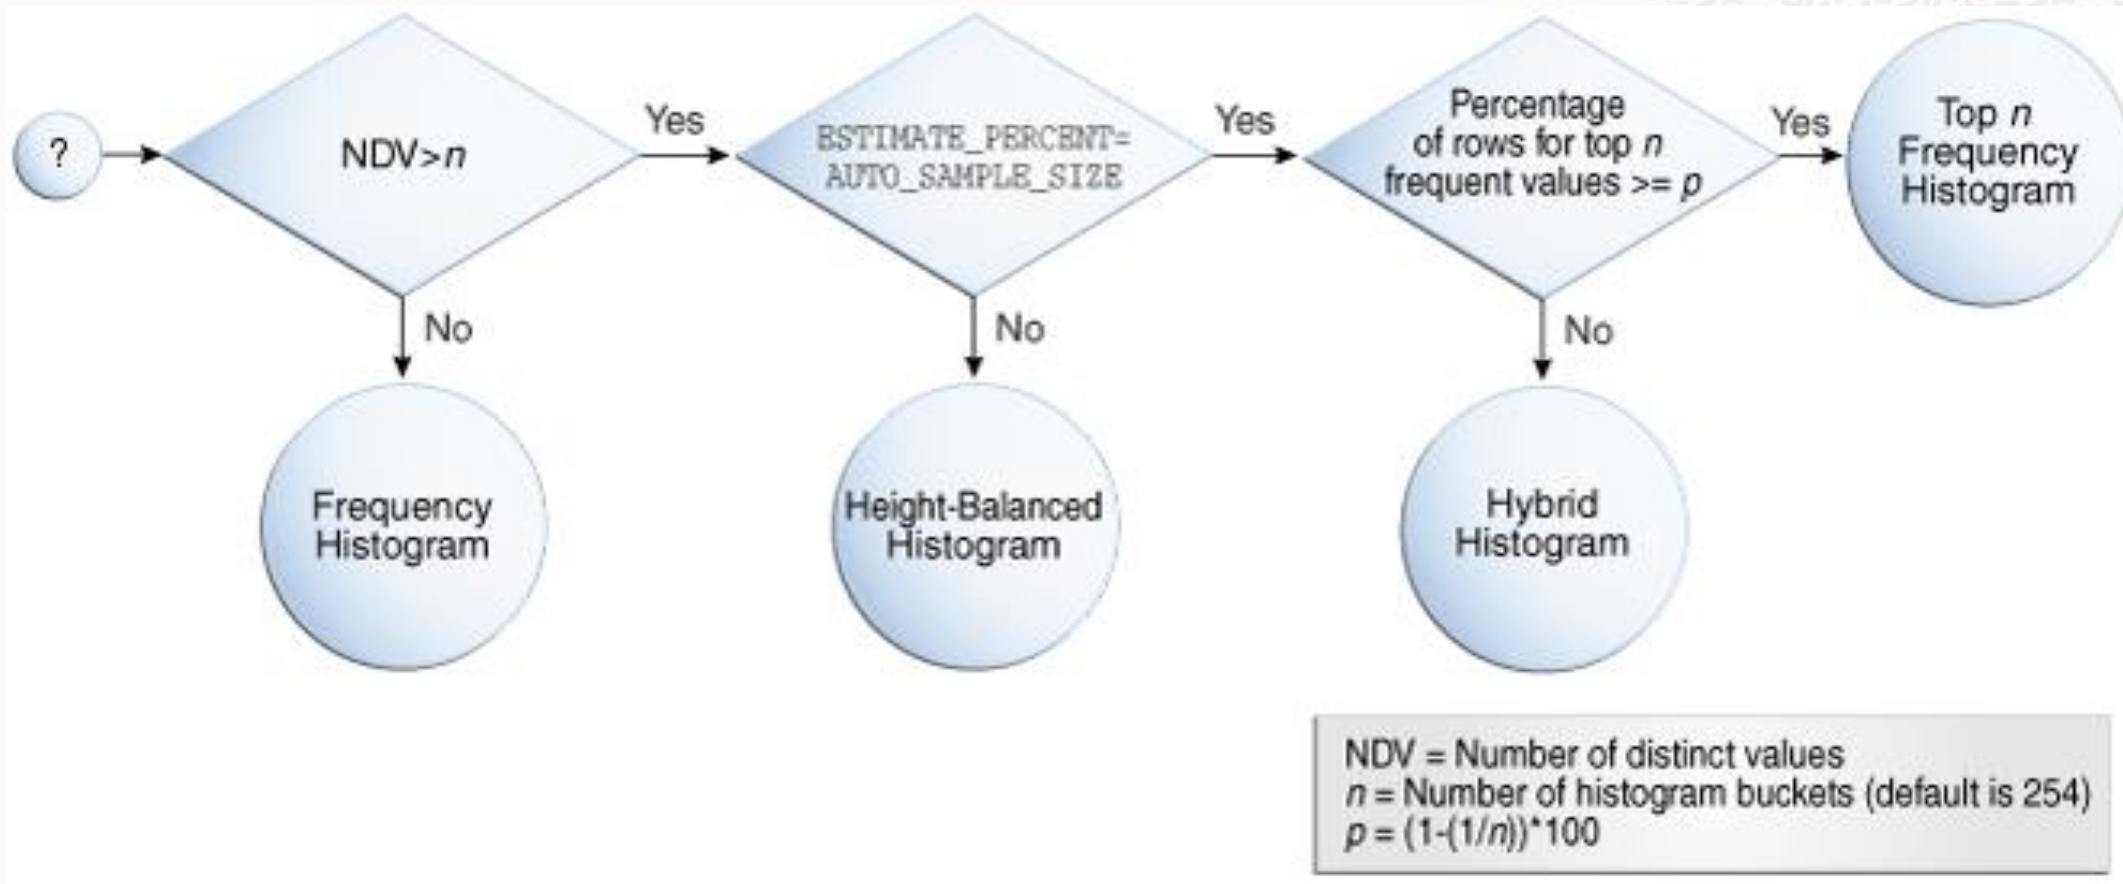 ?
NDV>n
Yes
ESTIMATE_PERCENT=
AUTO_SAMPLE_SIZE
Yes
Percentage
of rows for top n
frequent values >= p
Yes
Top n
Frequency
Histogram
No
No
No
Frequency
Histogram
Height-Balanced
Histogram
Hybrid
Histogram
NDV = Number of distinct values
n = Number of histogram buckets (default is 254)
p = (1-(1/n))*100